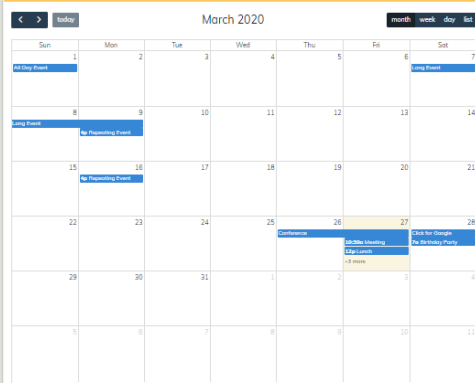 today
March 2020
month week day list
Sun Mon Tue Wed Thu Fri Sat
1 2 3 4 5 6 7
All Day Event
Long Event
8 9 10 11 12 13 14
Long Event
4p Repeating Event
15 16 17 18 19 20 21
4p Repeating Event
22 23 24 25 26 27 28
Conference
Click for Google
10:30a Meeting
7a Birthday Party
12p Lunch
+3 more
29 30 31 1 2 3 4
5 6 7 8 9 10 11